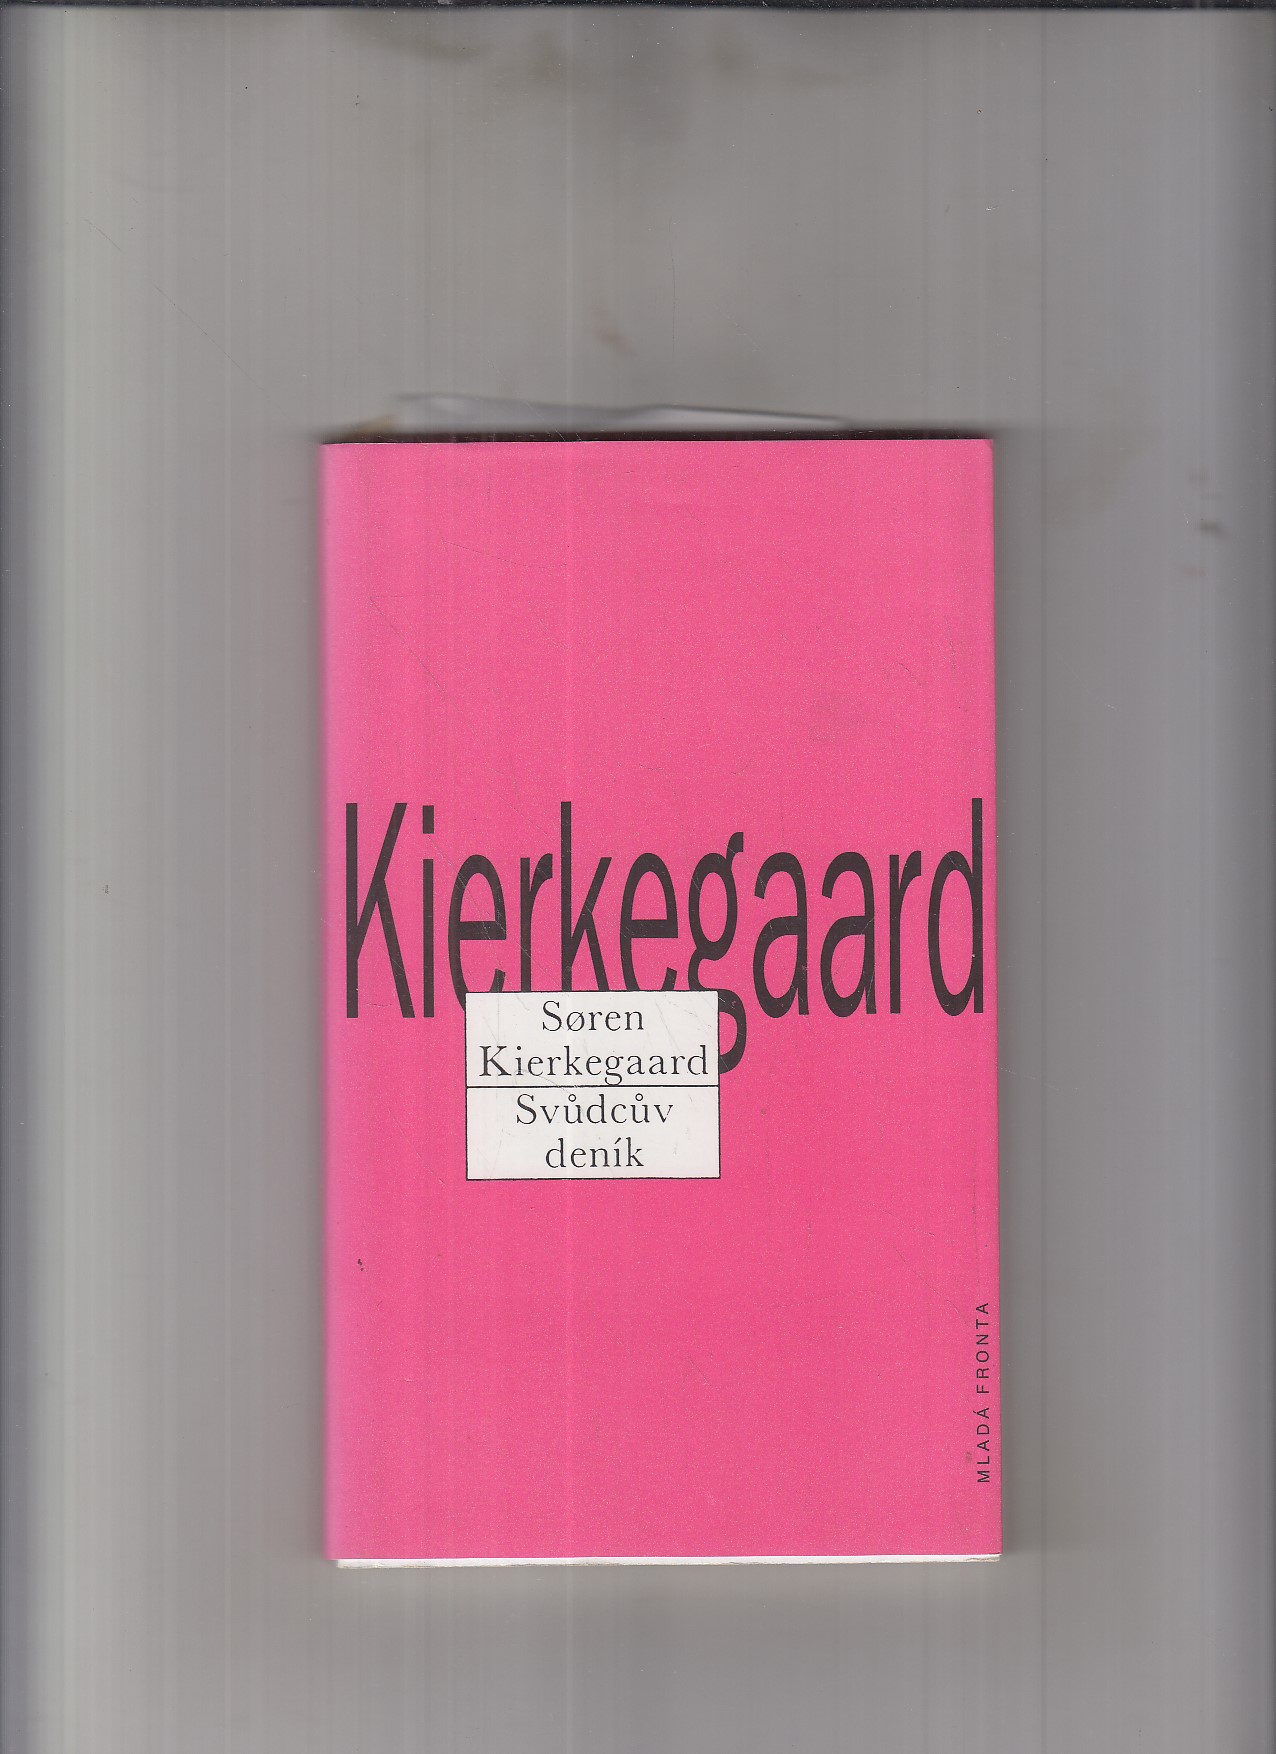 Kierkegaard
Søren
Kierkegaard
Svůdcův
deník
MLADÁ FRONTA